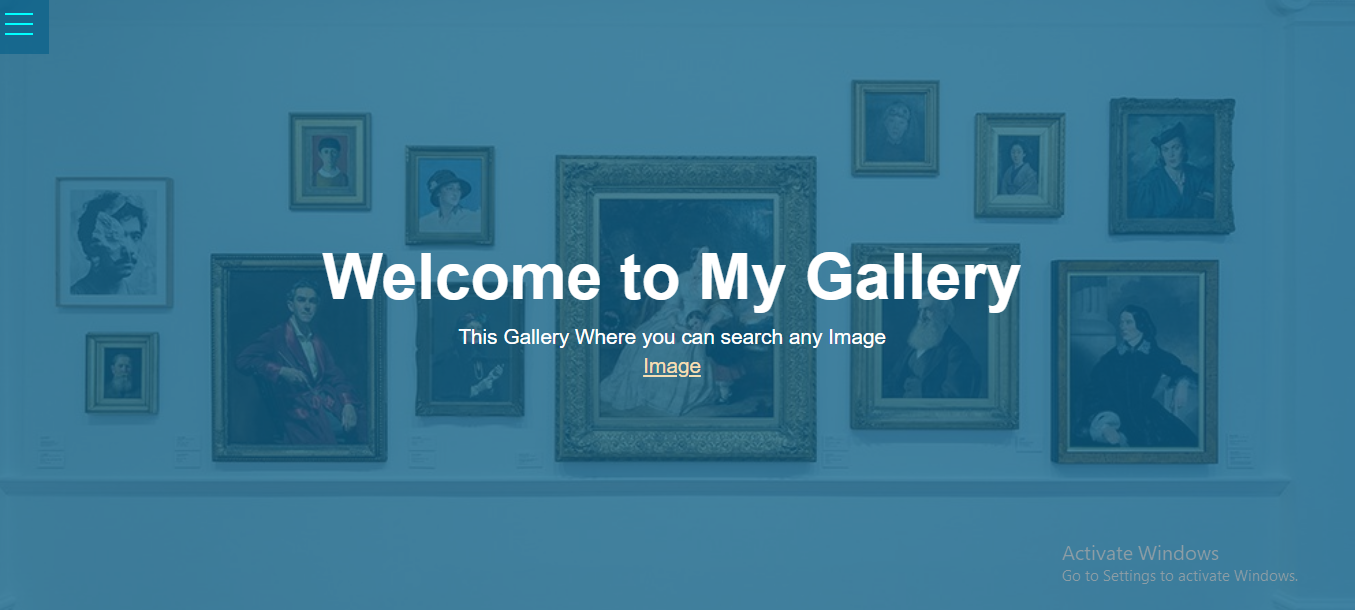 Welcome to My Gallery
This Gallery Where you can search any Image
Image
Activate Windows
Go to Settings to activate Windows.